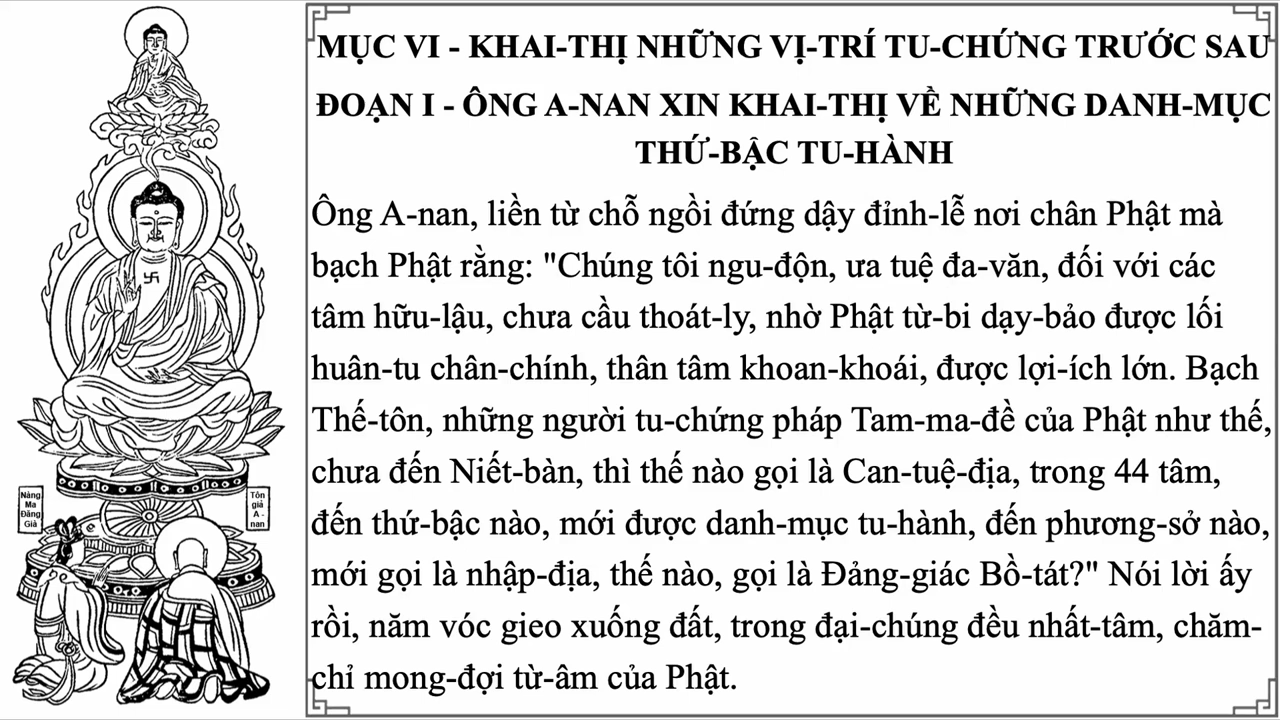 MỤC VI - KHAI-THỊ NHỮNG VỊ-TRÍ TU-CHỨNG TRƯỚC SAU
ĐOẠN I - ÔNG A-NAN XIN KHAI-THỊ VỀ NHỮNG DANH-MỤC
THỨ-BẬC TU-HÀNH
Ông A-nan, liền từ chỗ ngồi đứng dậy đỉnh-lễ nơi chân Phật mà
bạch Phật rằng: "Chúng tôi ngu-độn, ưa tuệ đa-văn, đối với các
tâm hữu-lậu, chưa cầu thoát-ly, nhờ Phật từ-bi dạy-bảo được lối
huân-tu chân-chính, thân tâm khoan-khoái, được lợi-ích lớn. Bạch
Thế-tôn, những người tu-chứng pháp Tam-ma-đề của Phật như thế,
chưa đến Niết-bàn, thì thế nào gọi là Can-tuệ-địa, trong 44 tâm,
đến thứ-bậc nào, mới được danh-mục tu-hành, đến phương-sở nào,
mới gọi là nhập-địa, thế nào, gọi là Đảng-giác Bồ-tát?" Nói lời ấy
rồi, năm vóc gieo xuống đất, trong đại-chúng đều nhất-tâm, chăm-
chỉ mong-đợi từ-âm của Phật.
Nàng
Ma
Đăng
Già
Tôn
giả
A -
nan